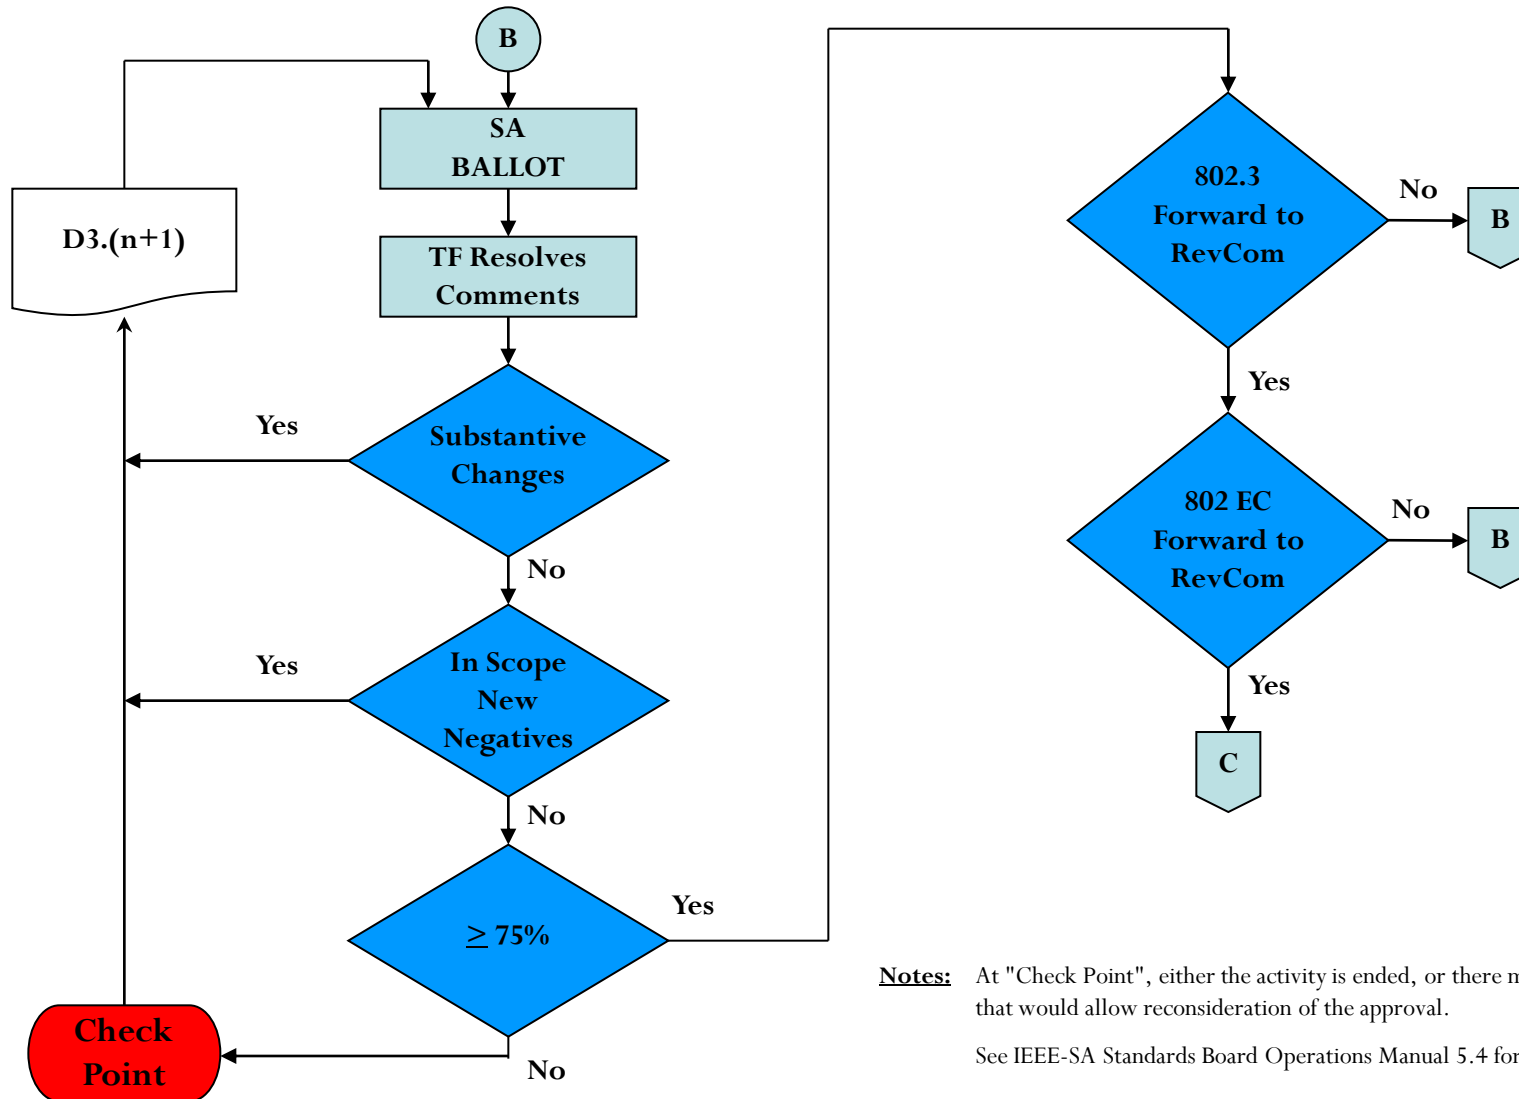 B
SA
BALLOT
D3.(n+1)
TF Resolves
Comments
Yes
Substantive
Changes
No
Yes
In Scope
New
Negatives
No
≥ 75%
Yes
Check
Point
No
802.3
Forward to
RevCom
No
B
Yes
802 EC
Forward to
RevCom
No
B
Yes
C
Notes: At "Check Point", either the activity is ended, or there
that would allow reconsideration of the approval.
See IEEE-SA Standards Board Operations Manual 5.4 for